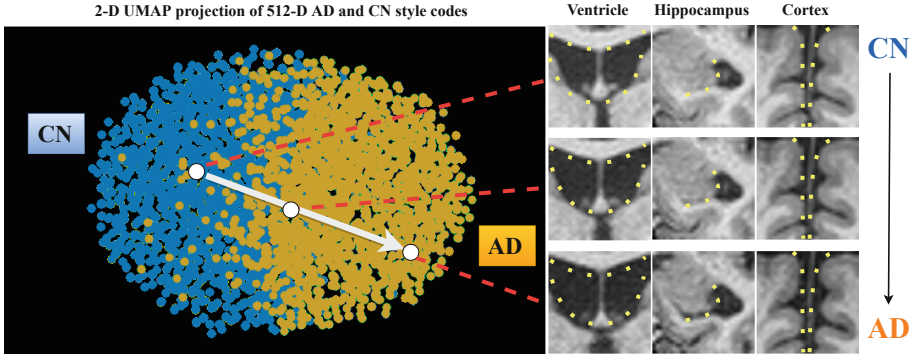 2-D UMAP projection of 512-D AD and CN style codes
Ventricle Hippocampus Cortex
CN
CN
AD
AD